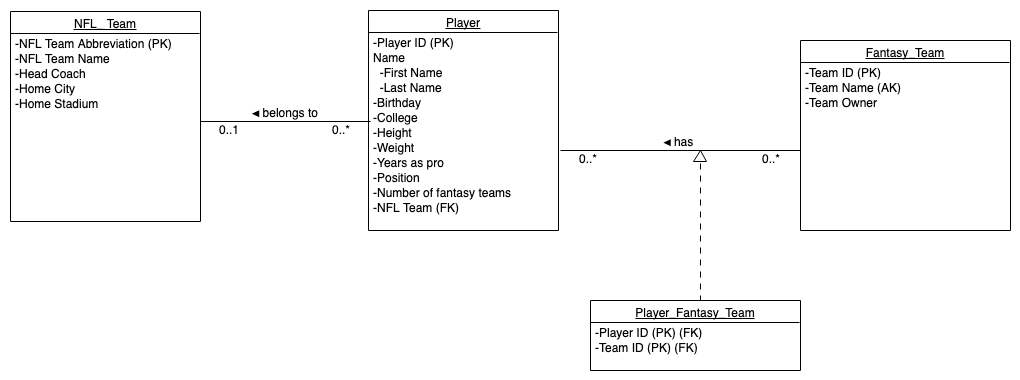 NFL_ Team
-NFL Team Abbreviation (PK)
-NFL Team Name
-Head Coach
-Home City
-Home Stadium
◄ belongs to
0..1
0..*
Player
-Player ID (PK)
Name
-First Name
-Last Name
-Birthday
-College
-Height
-Weight
-Years as pro
-Position
-Number of fantasy teams
-NFL Team (FK)
◄ has
0..*
0..*
Fantasy_Team
-Team ID (PK)
-Team Name (AK)
-Team Owner
Player_Fantasy_Team
-Player ID (PK) (FK)
-Team ID (PK) (FK)